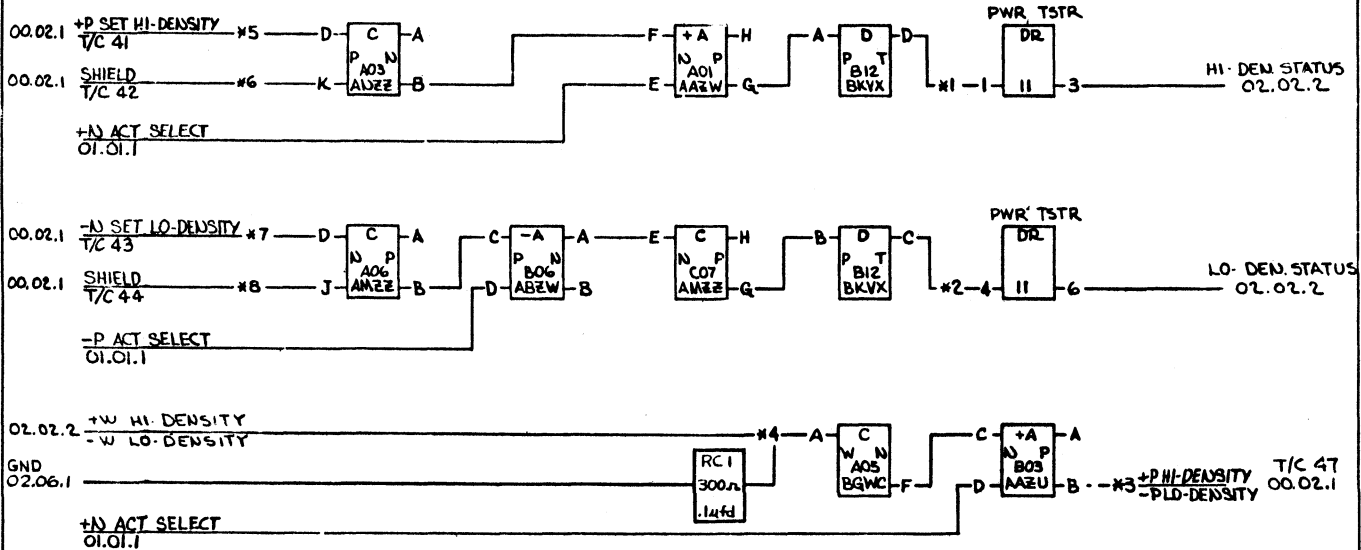 PWR TSTR
00.02.1 +P SET HI-DENSITY *5 D C A F +A H A D D DR
T/C 41
P N N P P T
A03 A01 B12
00.02.1 SHIELD *6 K ANZZ B E AAZW G BKVX *1 1 II 3 HI-DEN. STATUS
T/C 42 02.02.2
+N ACT SELECT
01.01.1
PWR TSTR
00.02.1 -N SET LO-DENSITY *7 D C A C -A A E C H B D C DR
T/C 43
N P P N N P P T
A06 B06 C07 B12
00.02.1 SHIELD *8 J AMZZ B D ABZW B AMZZ G BKVX *2 4 II 6 LO-DEN. STATUS
T/C 44 02.02.2
-P ACT SELECT
01.01.1
02.02.2 +W HI-DENSITY *4 A C C +A A
-W LO-DENSITY
W N N P
GND RC1 A05 B03 T/C 47
02.06.1 300Ω BGWC F D AAZU B *3 +P HI-DENSITY 00.02.1
-P LO-DENSITY
.1µfd
+N ACT SELECT
01.01.1